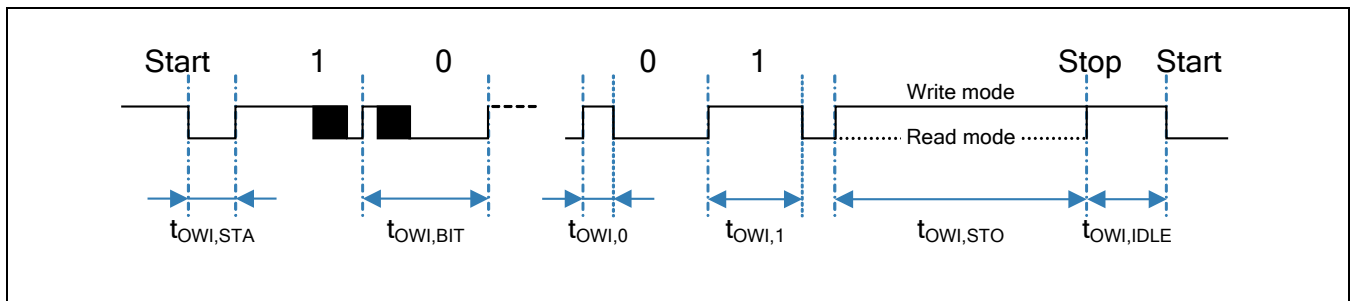 Start 1 0 0 1 Stop Start
Write mode
Read mode
tOWI,STA tOWI,BIT tOWI,0 tOWI,1 tOWI,STO tOWI,IDLE